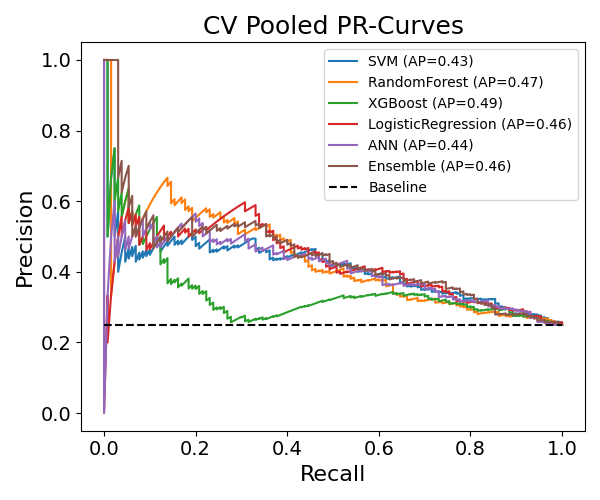 CV Pooled PR-Curves
SVM (AP=0.43)
RandomForest (AP=0.47)
XGBoost (AP=0.49)
LogisticRegression (AP=0.46)
ANN (AP=0.44)
Ensemble (AP=0.46)
Baseline
Precision
1.0
0.8
0.6
0.4
0.2
0.0
0.0 0.2 0.4 0.6 0.8 1.0
Recall